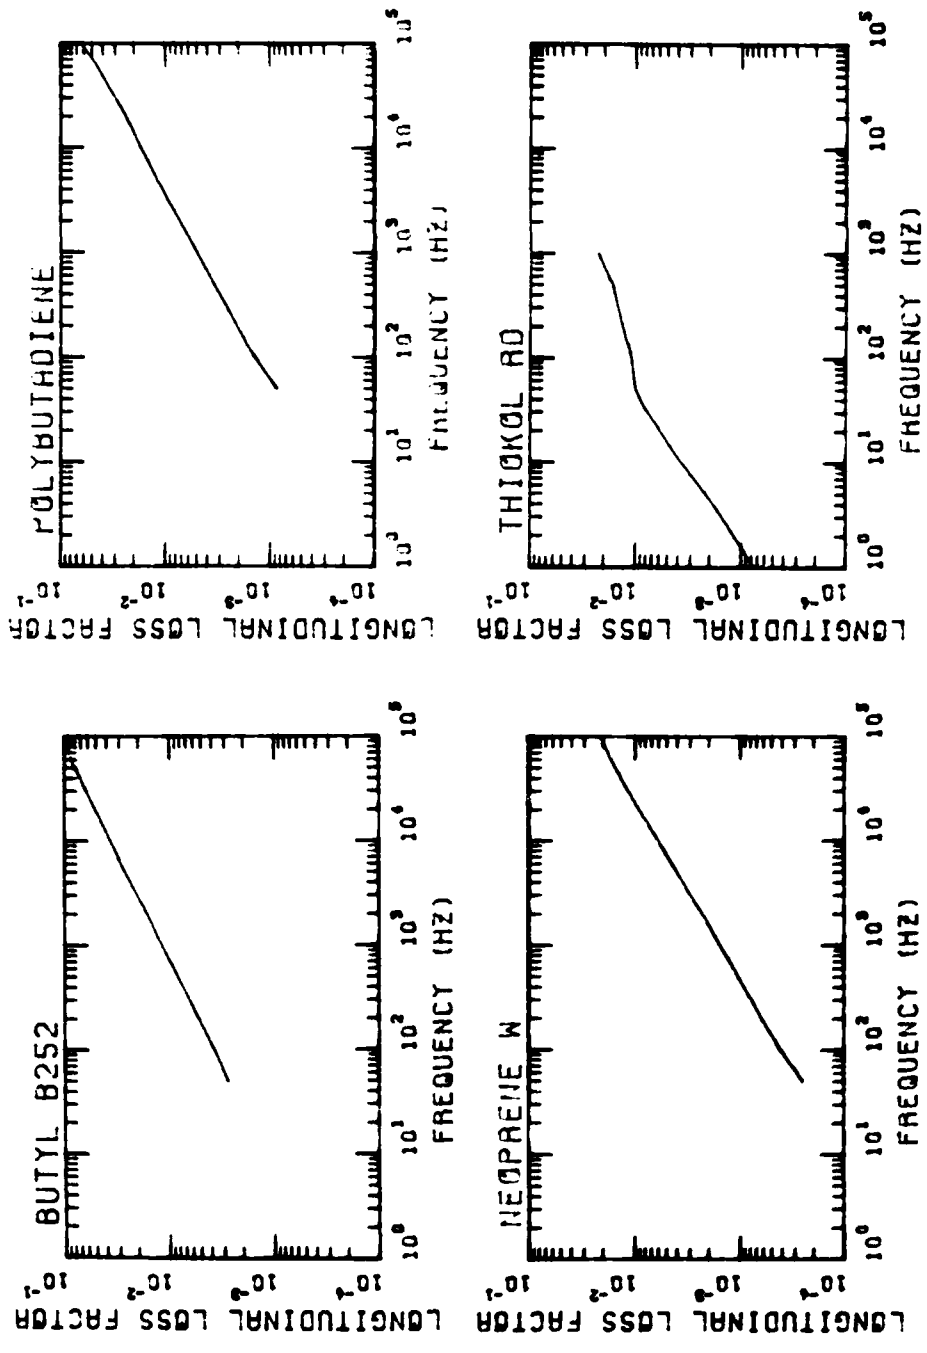 BUTYL B252
LONGITUDINAL LOSS FACTOR
10⁻¹
10⁻²
10⁻³
10⁻⁴
10⁰ 10¹ 10² 10³ 10⁴ 10⁵
FREQUENCY (HZ)
POLYBUTADIENE
LONGITUDINAL LOSS FACTOR
10⁻¹
10⁻²
10⁻³
10⁻⁴
10⁰ 10¹ 10² 10³ 10⁴ 10⁵
FREQUENCY (HZ)
NEOPRENE W
LONGITUDINAL LOSS FACTOR
10⁻¹
10⁻²
10⁻³
10⁻⁴
10⁰ 10¹ 10² 10³ 10⁴ 10⁵
FREQUENCY (HZ)
THIOKOL RD
LONGITUDINAL LOSS FACTOR
10⁻¹
10⁻²
10⁻³
10⁻⁴
10⁰ 10¹ 10² 10³ 10⁴ 10⁵
FREQUENCY (HZ)